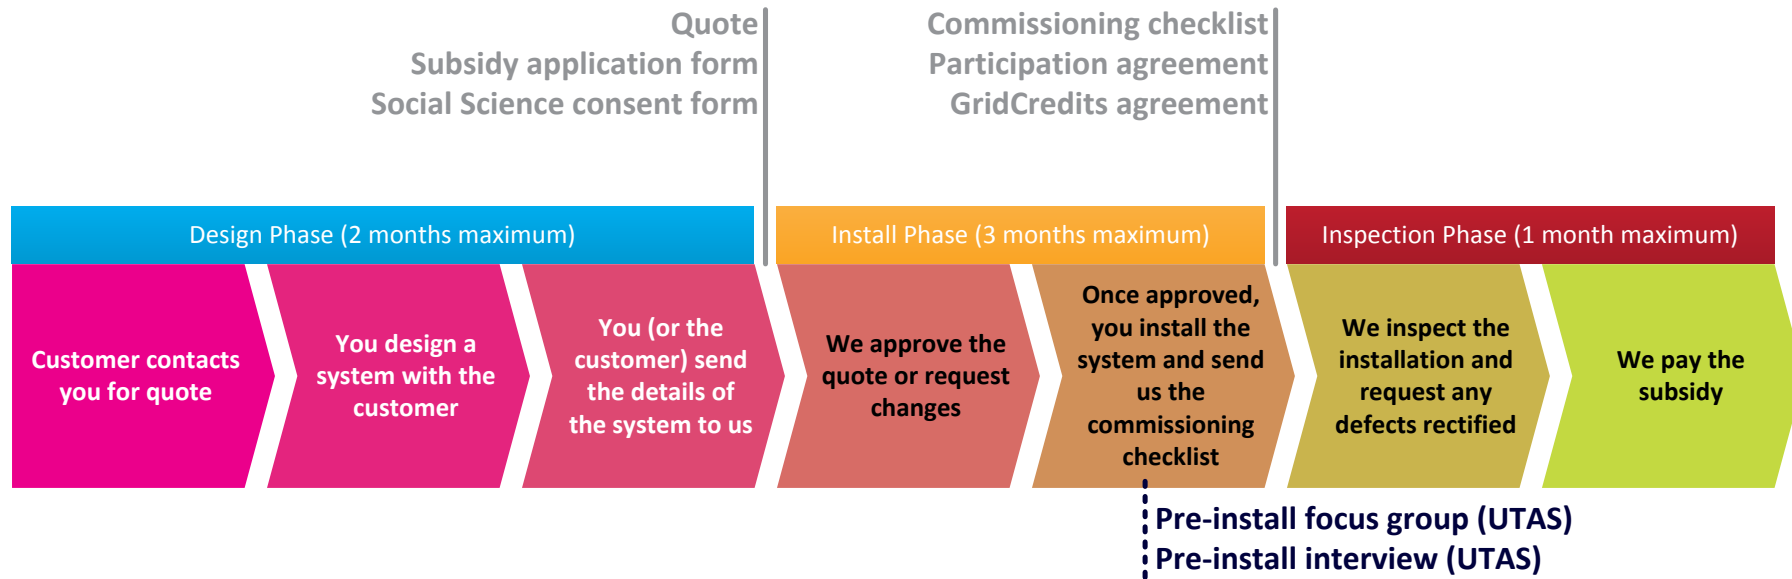 Quote
Subsidy application form
Social Science consent form
Commissioning checklist
Participation agreement
GridCredits agreement
Design Phase (2 months maximum)
Install Phase (3 months maximum)
Inspection Phase (1 month maximum)
Customer contacts
you for quote
You design a
system with the
customer
You (or the
customer) send
the details of
the system to us
We approve the
quote or request
changes
Once approved,
you install the
system and send
us the
commissioning
checklist
We inspect the
installation and
request any
defects rectified
We pay the
subsidy
Pre-install focus group (UTAS)
Pre-install interview (UTAS)